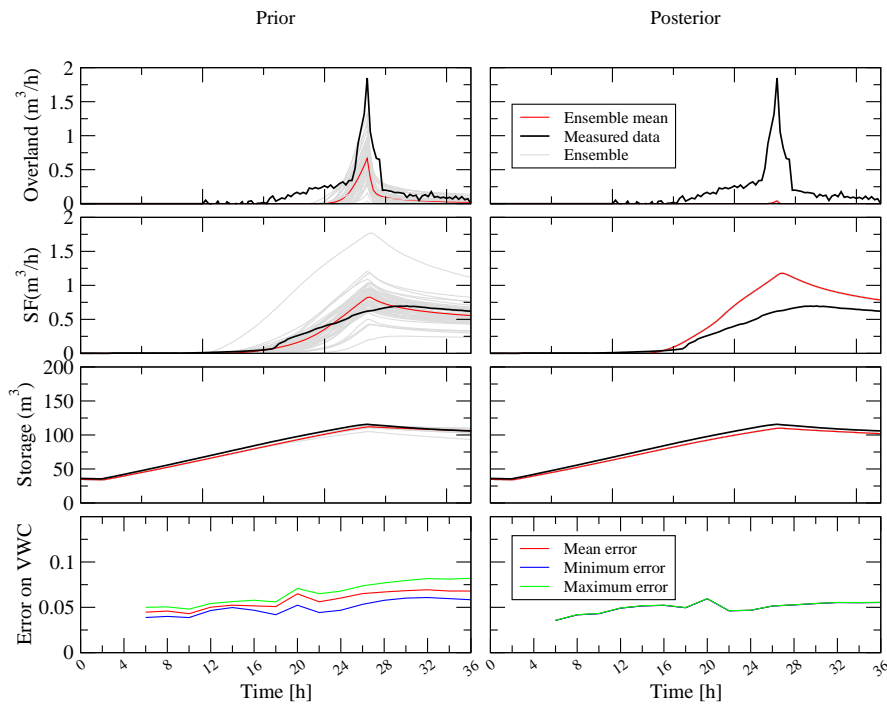 Prior
Posterior
Overland (m³/h)
2
1.5
1
0.5
0
Ensemble mean
Measured data
Ensemble
SF(m³/h)
2
1.5
1
0.5
0
Storage (m³)
200
150
100
50
0
Error on VWC
0.1
0.05
0
Mean error
Minimum error
Maximum error
0 4 8 12 16 20 24 28 32 36
0 4 8 12 16 20 24 28 32 36
Time [h]
Time [h]